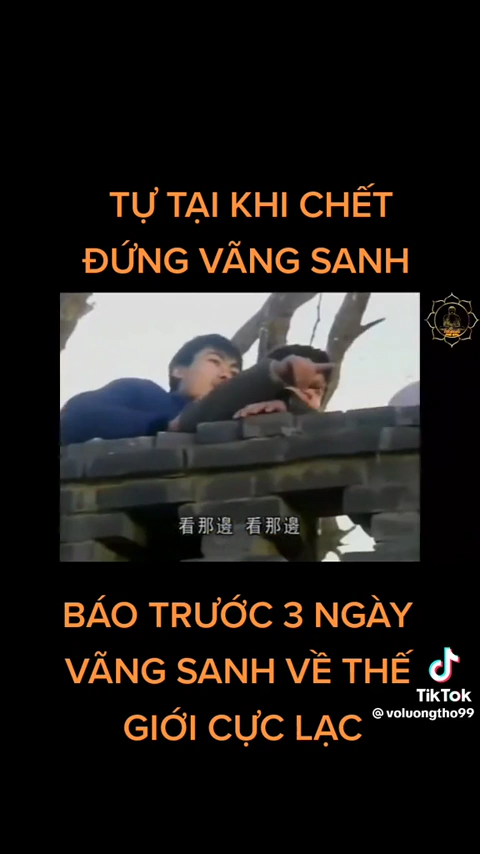 TỰ TẠI KHI CHẾT
ĐỨNG VÃNG SANH
看那邊 看那邊
BÁO TRƯỚC 3 NGÀY
VÃNG SANH VỀ THẾ
GIỚI CỰC LẠC
TikTok
@voluongtho99